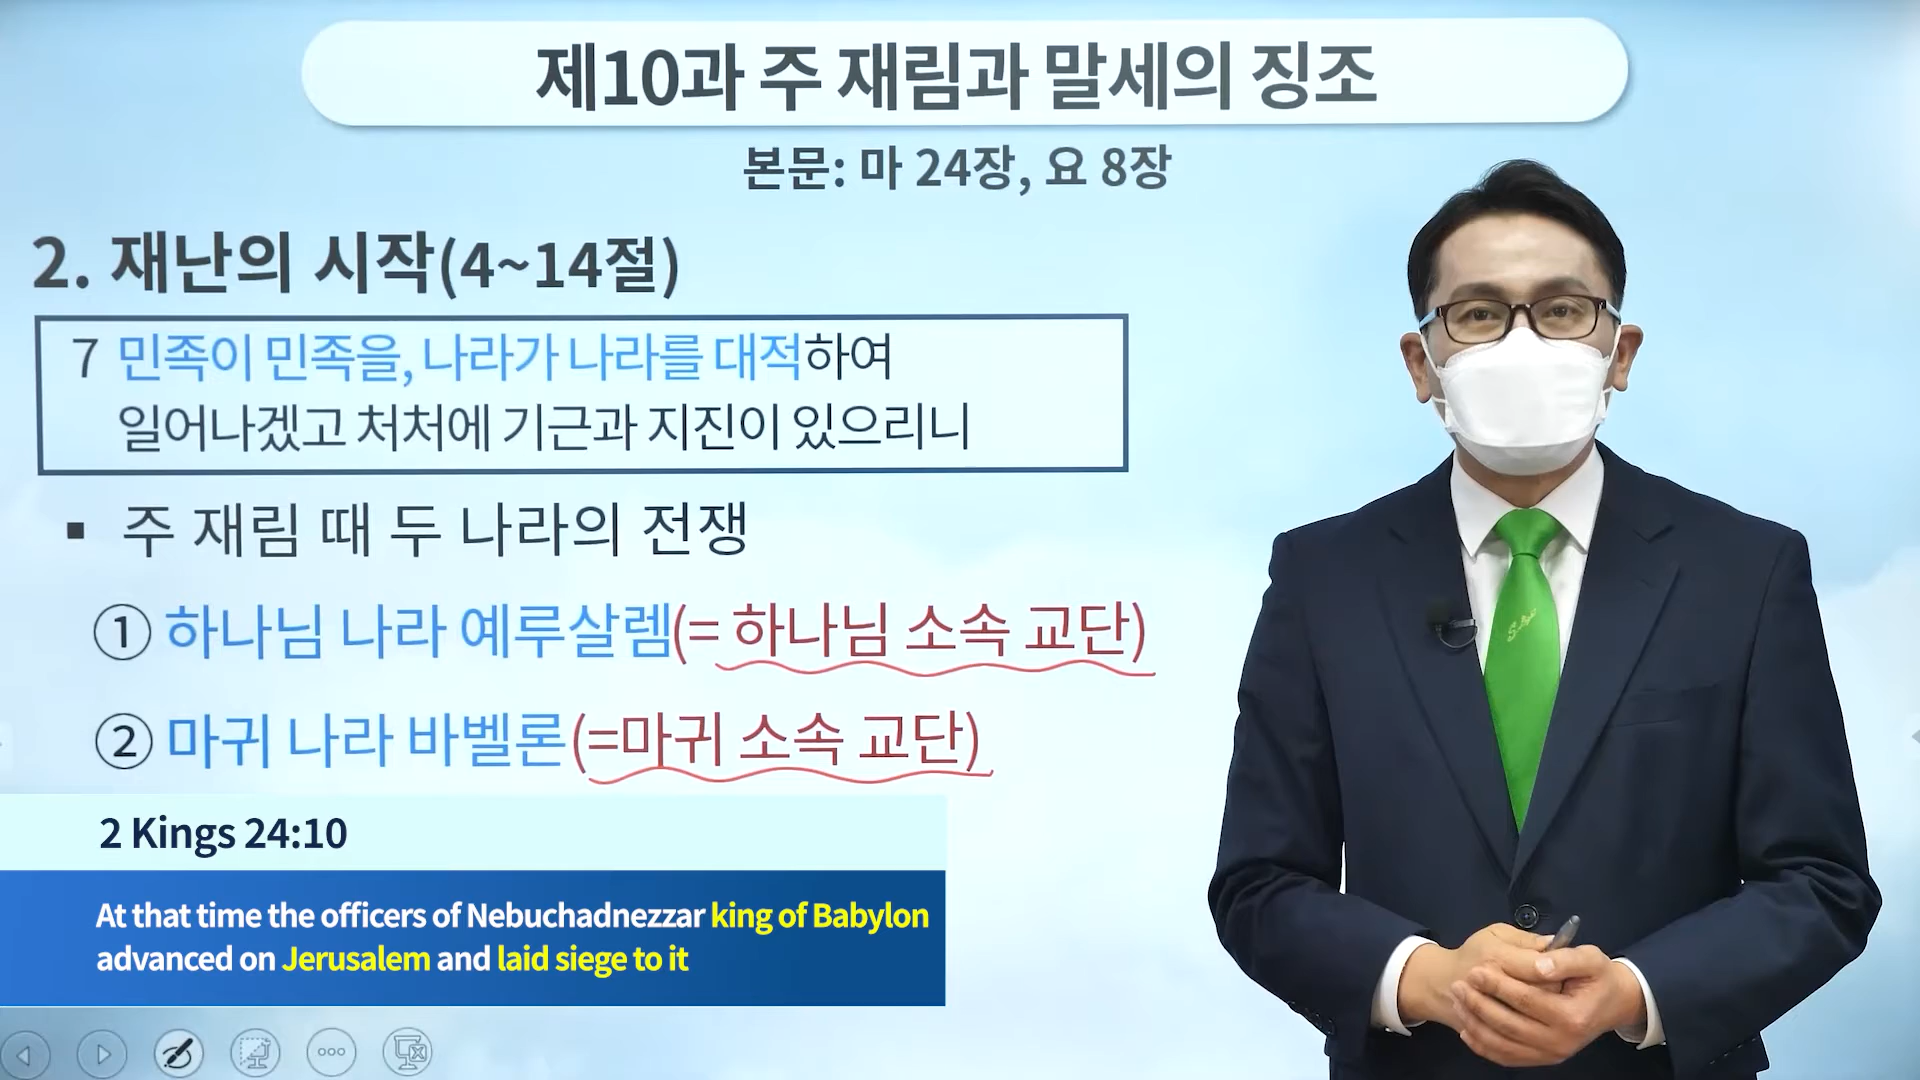 제10과 주 재림과 말세의 징조
본문: 마 24장, 요 8장
2. 재난의 시작(4~14절)
7 민족이 민족을, 나라가 나라를 대적하여
일어나겠고 처처에 기근과 지진이 있으리니
▪ 주 재림 때 두 나라의 전쟁
① 하나님 나라 예루살렘(= 하나님 소속 교단)
② 마귀 나라 바벨론(=마귀 소속 교단)
2 Kings 24:10
At that time the officers of Nebuchadnezzar king of Babylon
advanced on Jerusalem and laid siege to it